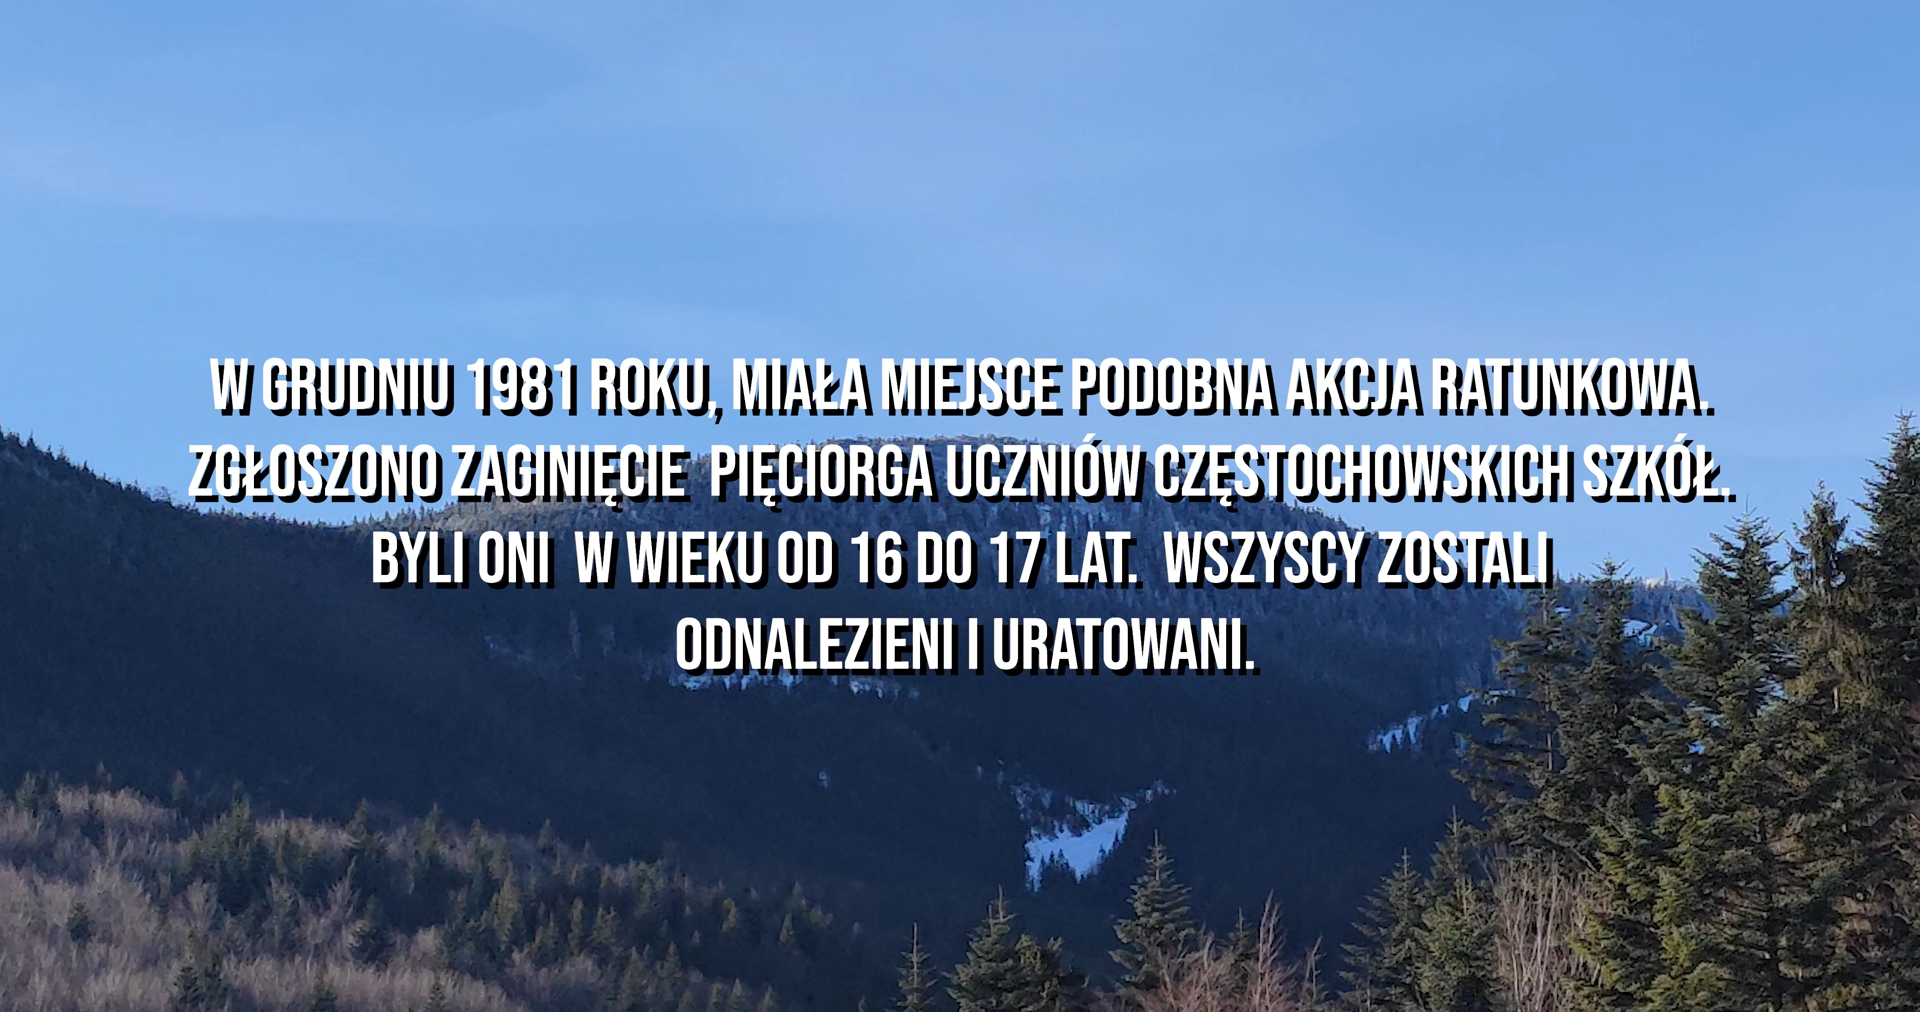 W GRUDNIU 1981 ROKU, MIAŁA MIEJSCE PODOBNA AKCJA RATUNKOWA.
ZGŁOSZONO ZAGINIĘCIE PIĘCIORGA UCZNIÓW CZĘSTOCHOWSKICH SZKÓŁ.
BYLI ONI W WIEKU OD 16 DO 17 LAT. WSZYSCY ZOSTALI
ODNALEZIENI I URATOWANI.